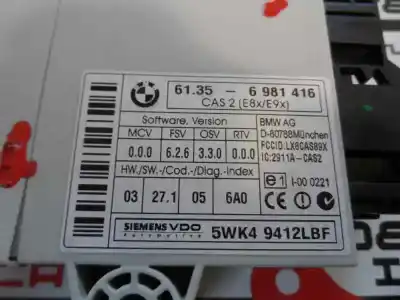 BMW
61.35 - 6 981 416
CAS 2 (E8x/E9x)
Software. Version
MCV FSV OSV RTV
0.0.0 6.2.6 3.3.0 0.0.0
HW./SW.-/Cod.-/Diag.-Index
03 27.1 05 6A0
BMW AG
D-80788München
FCCID:LX8CAS89X
IC:2911A-CAS2
e1 I-00 0221
SIEMENS VDO
Automotive
5WK4 9412LBF